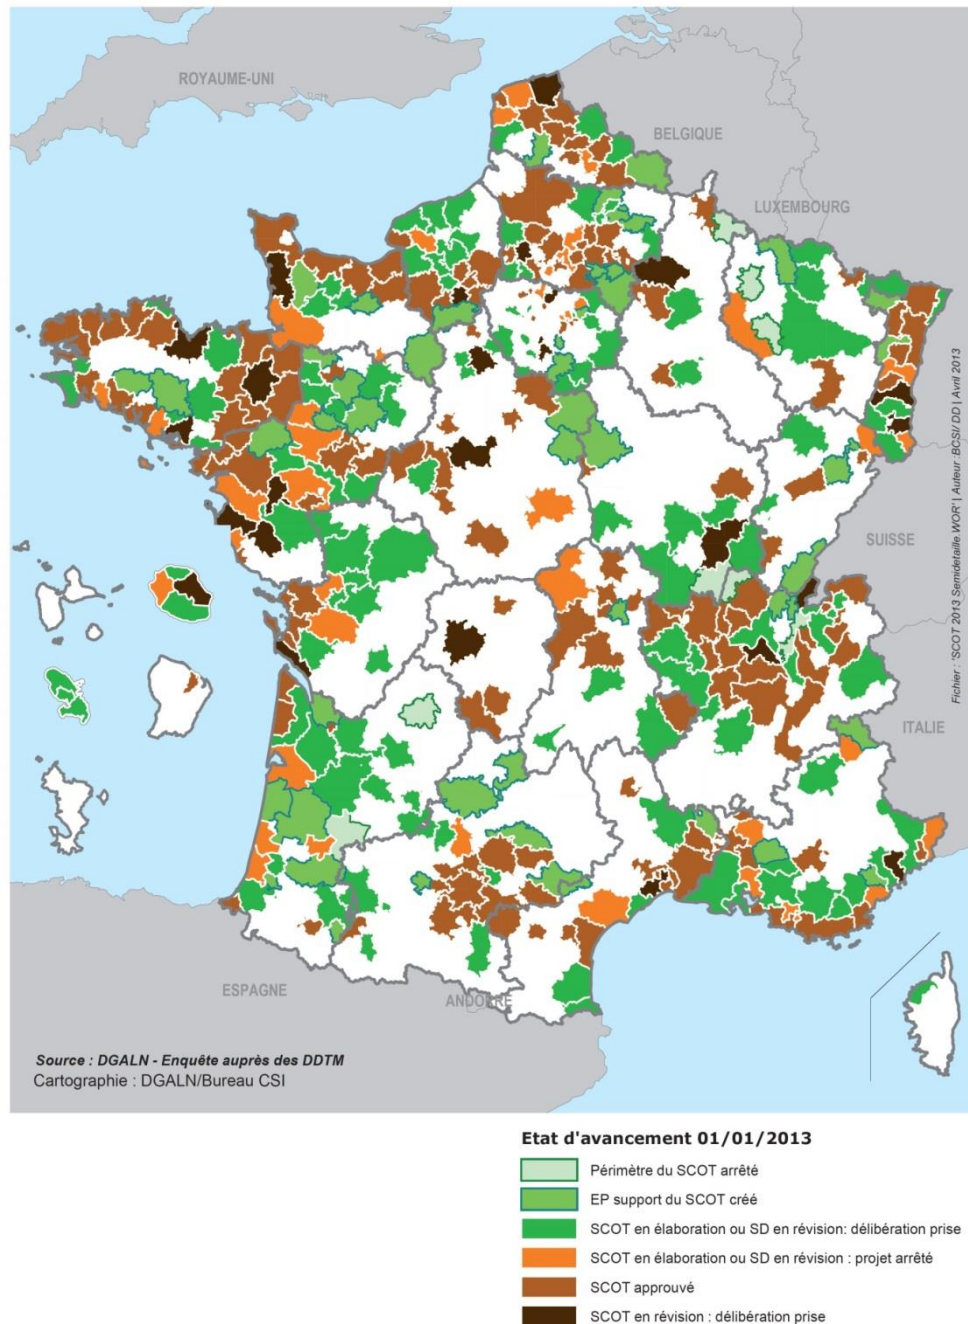 ROYAUME-UNI
BELGIQUE
LUXEMBOURG
SUISSE
ITALIE
ESPAGNE
ANDORRE
Fichier : 'SCOT 2013 Semidetaille.WOR' | Auteur :BCSI/ DD | Avril 2013
Source : DGALN - Enquête auprès des DDTM
Cartographie : DGALN/Bureau CSI
Etat d'avancement 01/01/2013
Périmètre du SCOT arrêté
EP support du SCOT créé
SCOT en élaboration ou SD en révision: délibération prise
SCOT en élaboration ou SD en révision : projet arrêté
SCOT approuvé
SCOT en révision : délibération prise